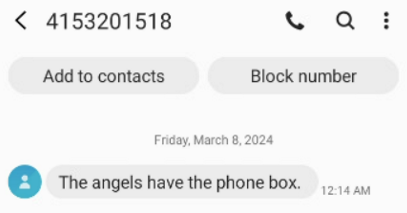 4153201518
Add to contacts
Block number
Friday, March 8, 2024
The angels have the phone box.
12:14 AM